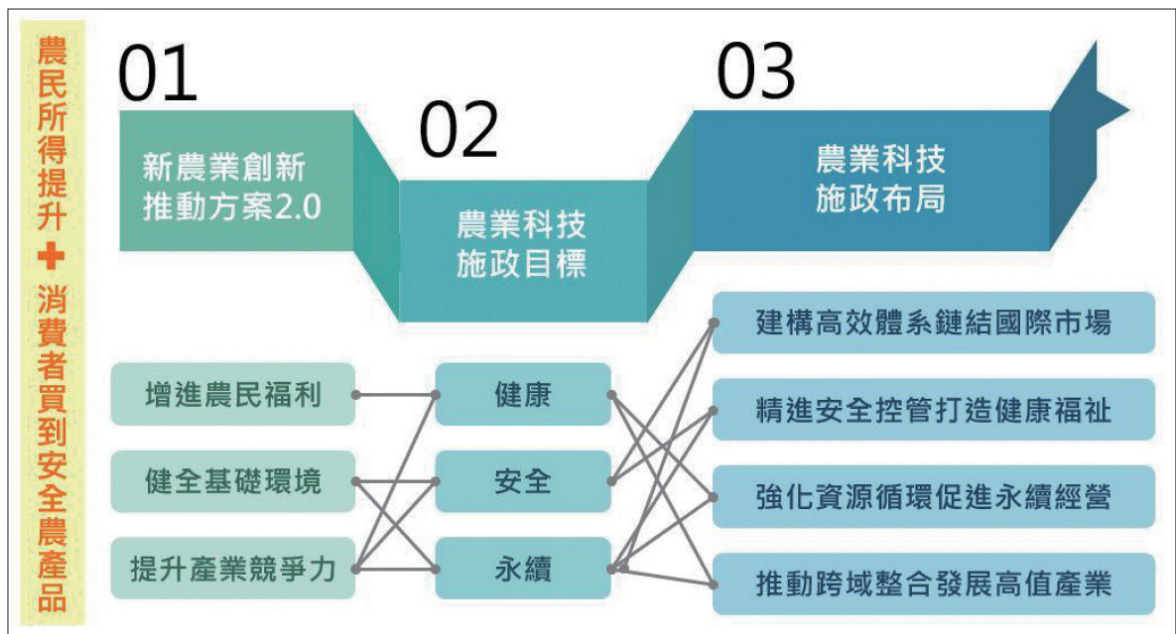 農民所得提升+消費者買到安全農產品
01
新農業創新
推動方案2.0
02
農業科技
施政目標
03
農業科技
施政布局
增進農民福利
健全基礎環境
提升產業競爭力
健康
安全
永續
建構高效體系鏈結國際市場
精進安全控管打造健康福祉
強化資源循環促進永續經營
推動跨域整合發展高值產業